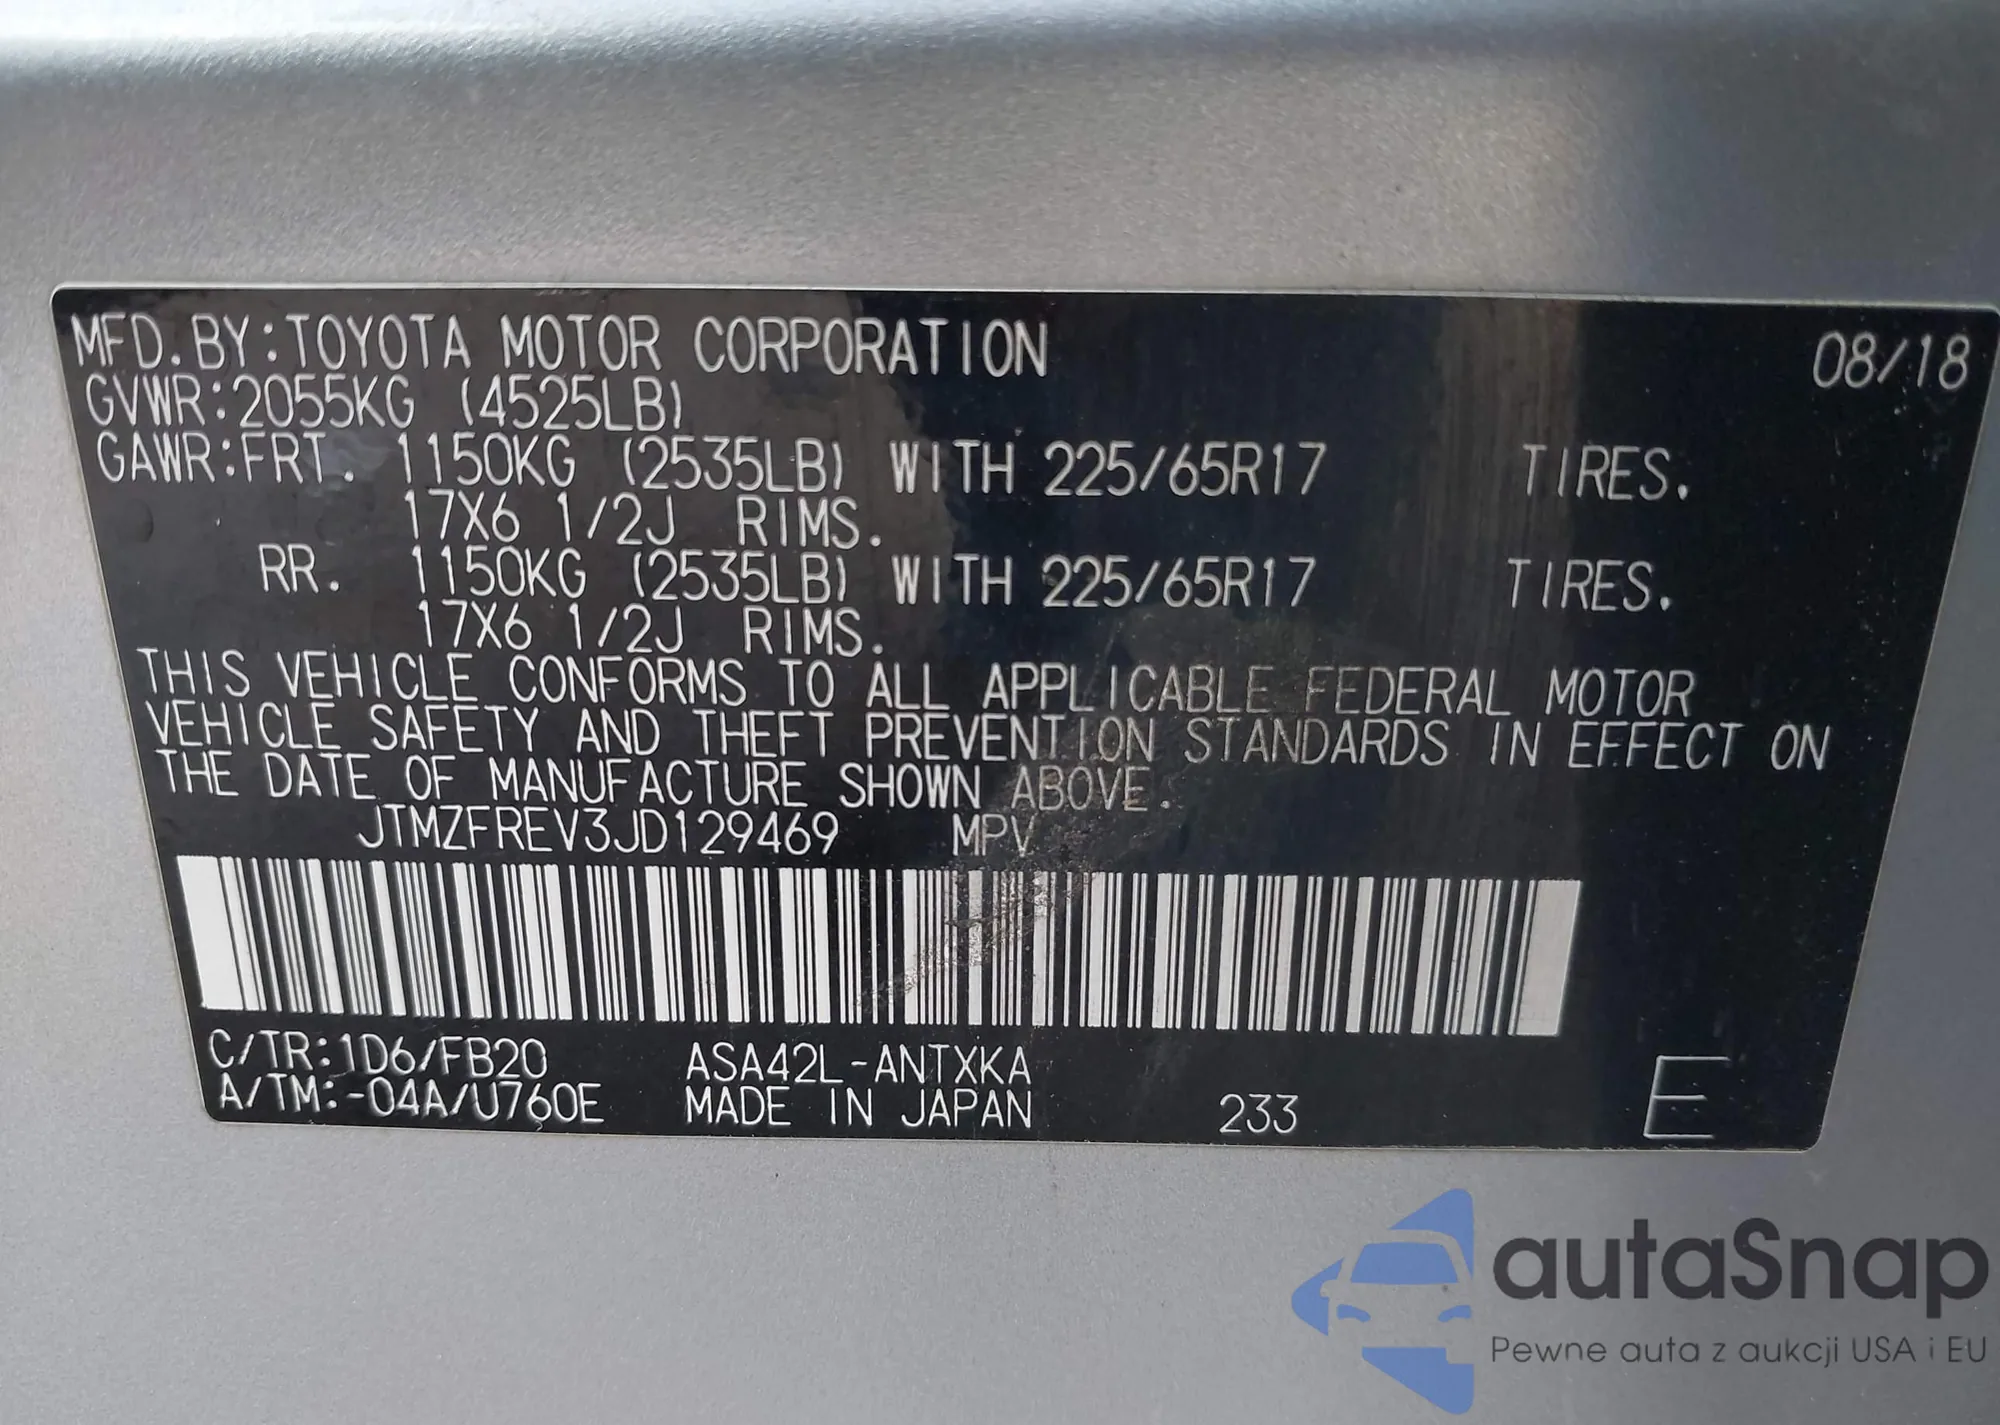 MFD. BY: TOYOTA MOTOR CORPORATION 08/18
GVWR: 2055KG (4525LB)
GAWR: FRT. 1150KG (2535LB) WITH 225/65R17 TIRES.
17X6 1/2J RIMS.
RR. 1150KG (2535LB) WITH 225/65R17 TIRES.
17X6 1/2J RIMS.
THIS VEHICLE CONFORMS TO ALL APPLICABLE FEDERAL MOTOR
VEHICLE SAFETY AND THEFT PREVENTION STANDARDS IN EFFECT ON
THE DATE OF MANUFACTURE SHOWN ABOVE.
JTMZFREV3JD129469 MPV
C/TR: 1D6/FB20 ASA42L-ANTXKA
A/TM: -04A/U760E MADE IN JAPAN 233 E
autaSnap
Pewne auta z aukcji USA i EU